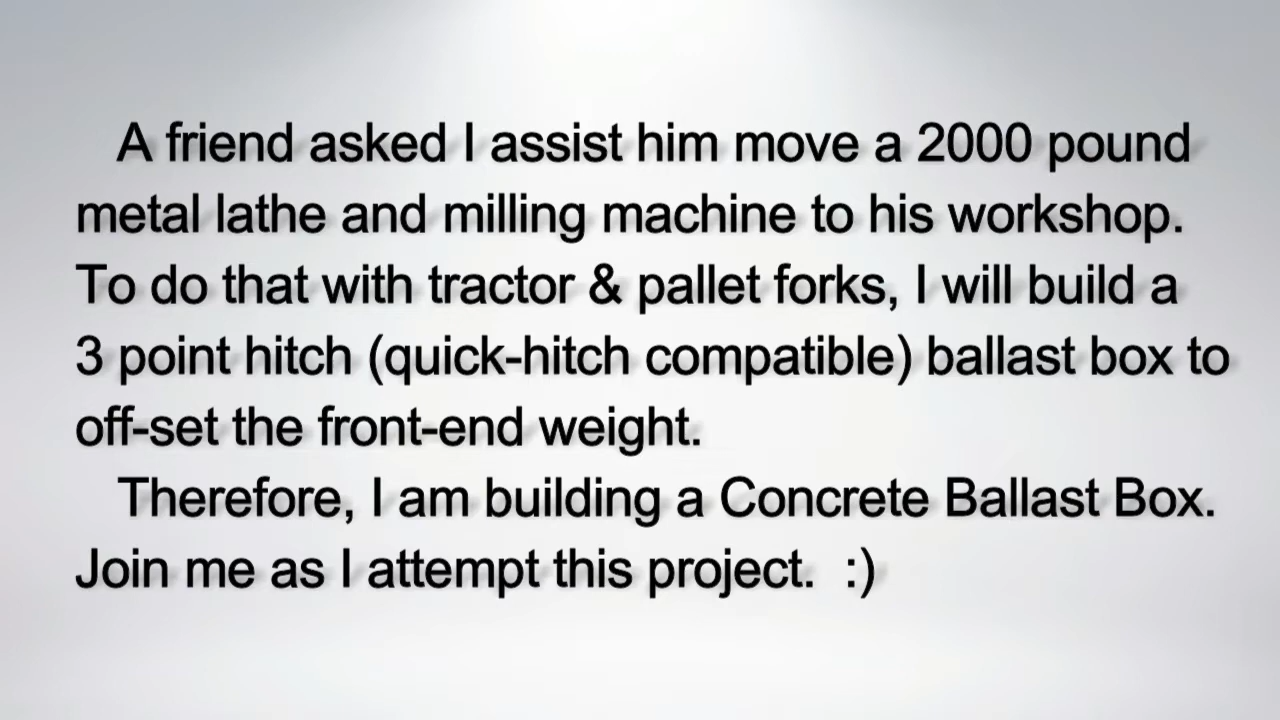 A friend asked I assist him move a 2000 pound
metal lathe and milling machine to his workshop.
To do that with tractor & pallet forks, I will build a
3 point hitch (quick-hitch compatible) ballast box to
off-set the front-end weight.
Therefore, I am building a Concrete Ballast Box.
Join me as I attempt this project.  :)